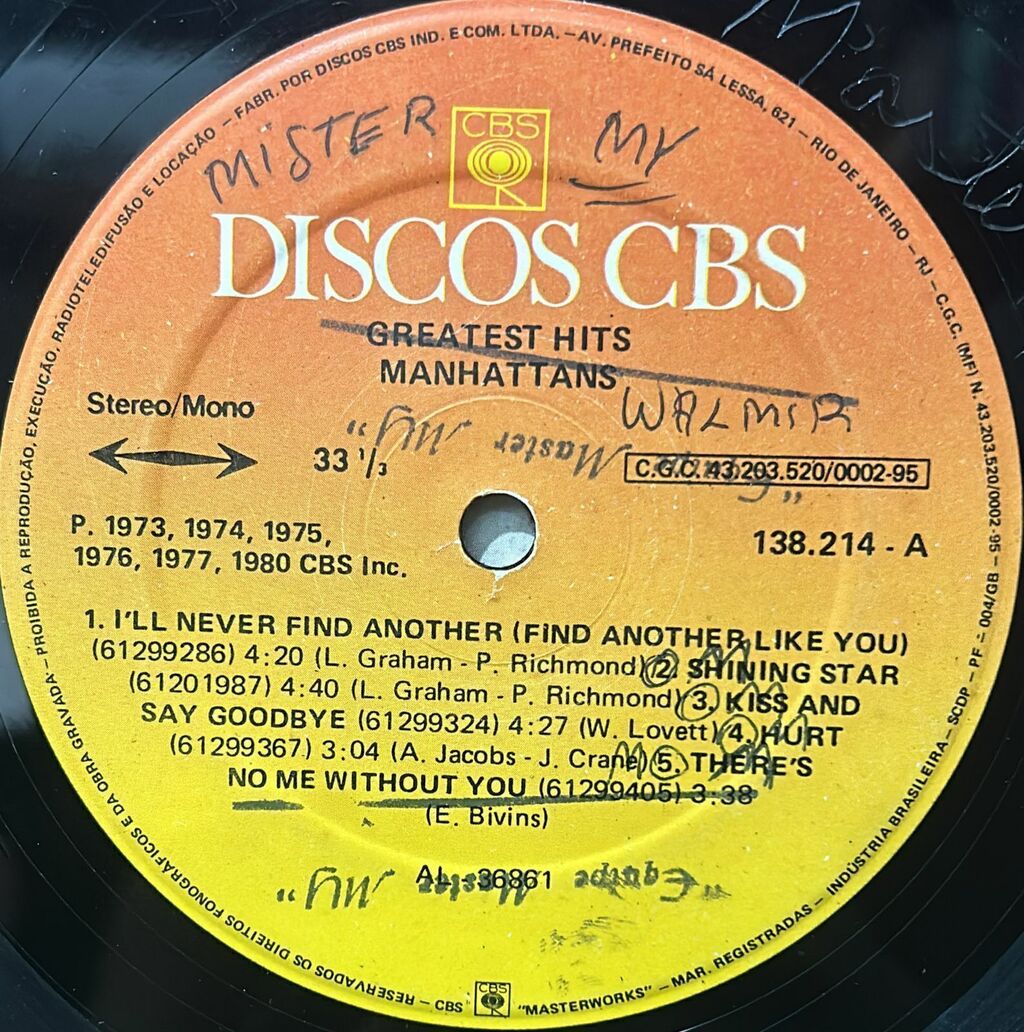 RESERVADOS OS DIREITOS FONOGRÁFICOS E DA OBRA GRAVADA – PROIBIDA A REPRODUÇÃO, EXECUÇÃO, RADIOTELEDIFUSÃO E LOCAÇÃO – FABR. POR DISCOS CBS IND. E COM. LTDA. – AV. PREFEITO SÁ LESSA, 621 – RIO DE JANEIRO – RJ – C.G.C. (MF) N. 43.203.520/0002-95 – SCDP – PF – 004/GB – INDÚSTRIA BRASILEIRA – MAR. REGISTRADAS – "MASTERWORKS" CBS – CBS
MISTER MY
CBS
DISCOS CBS
GREATEST HITS
MANHATTANS
WALMIR
Stereo/Mono
"Equipe Master My"
33 1/3
C.G.C. 43.203.520/0002-95
P. 1973, 1974, 1975,
1976, 1977, 1980 CBS Inc.
138.214 - A
1. I'LL NEVER FIND ANOTHER (FIND ANOTHER LIKE YOU)
(61299286) 4:20 (L. Graham - P. Richmond) 2. SHINING STAR
(61201987) 4:40 (L. Graham - P. Richmond) 3. KISS AND
SAY GOODBYE (61299324) 4:27 (W. Lovett) 4. HURT
(61299367) 3:04 (A. Jacobs - J. Crane) 5. THERE'S
NO ME WITHOUT YOU (61299405) 3:38
(E. Bivins)
AL - 36861
"Equipe Master My"